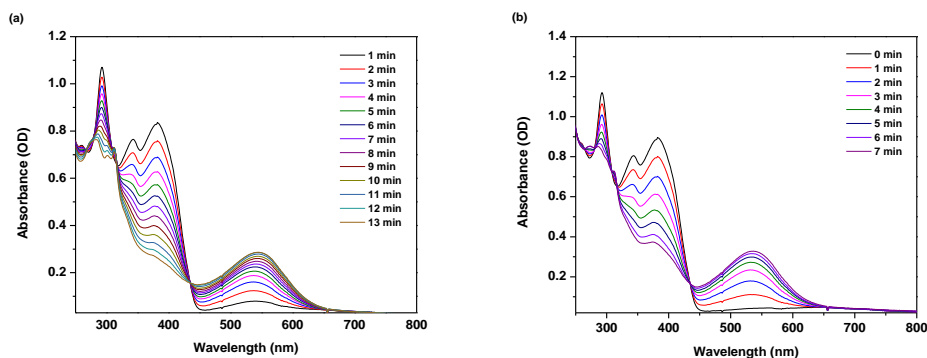 (a)
1.2
1.0
0.8
0.6
0.4
0.2
Absorbance (OD)
300
400
500
600
700
800
Wavelength (nm)
1 min
2 min
3 min
4 min
5 min
6 min
7 min
8 min
9 min
10 min
11 min
12 min
13 min
(b)
1.4
1.2
1.0
0.8
0.6
0.4
0.2
0.0
Absorbance (OD)
300
400
500
600
700
800
Wavelength (nm)
0 min
1 min
2 min
3 min
4 min
5 min
6 min
7 min